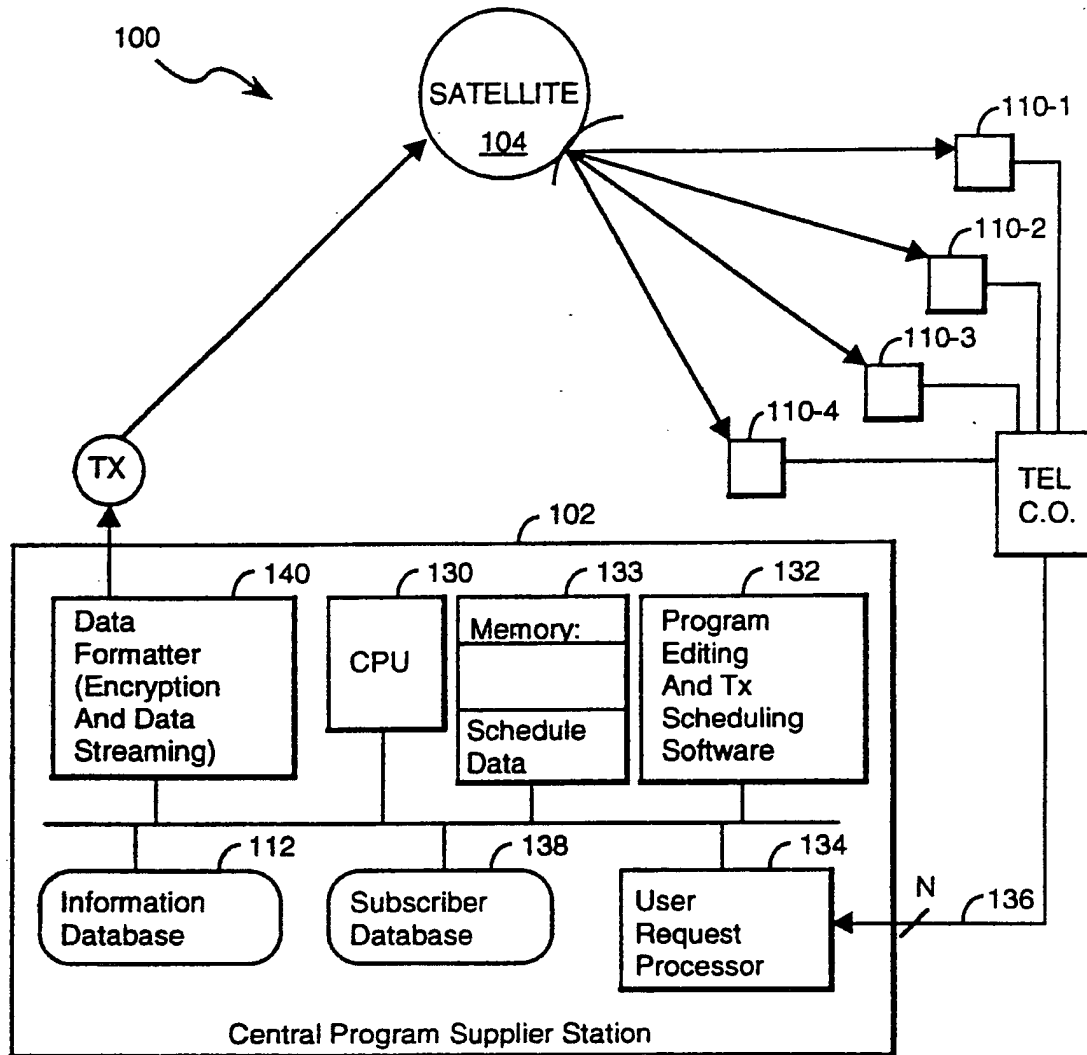 100
SATELLITE
104
110-1
110-2
110-3
110-4
TX
TEL
C.O.
102
140
130
133
132
Data
Formatter
(Encryption
And Data
Streaming)
CPU
Memory:
Schedule
Data
Program
Editing
And Tx
Scheduling
Software
112
138
134
Information
Database
Subscriber
Database
User
Request
Processor
N
136
Central Program Supplier Station